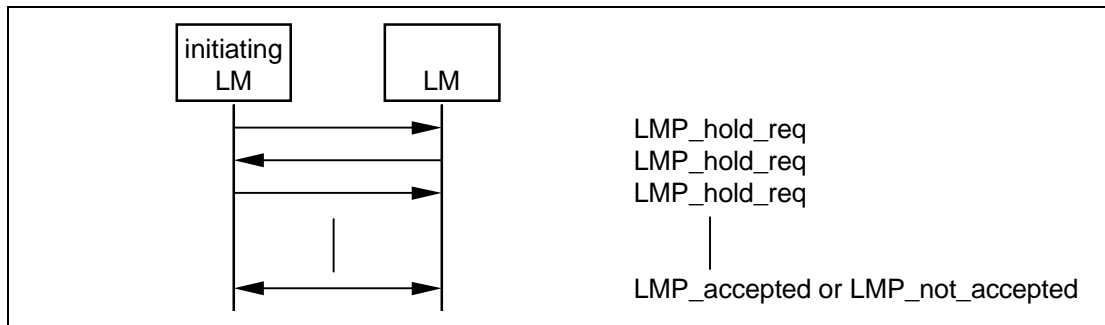 initiating
LM
LM
LMP_hold_req
LMP_hold_req
LMP_hold_req
LMP_accepted or LMP_not_accepted